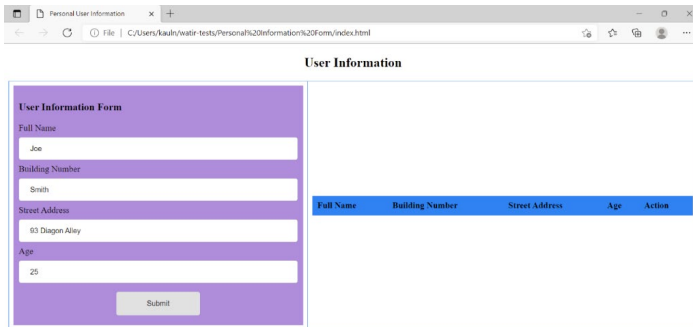 Personal User Information
File | C:/Users/kauln/watir-tests/Personal%20Information%20Form/index.html
User Information
User Information Form
Full Name
Joe
Building Number
Smith
Street Address
93 Diagon Alley
Age
25
Submit
Full Name Building Number Street Address Age Action